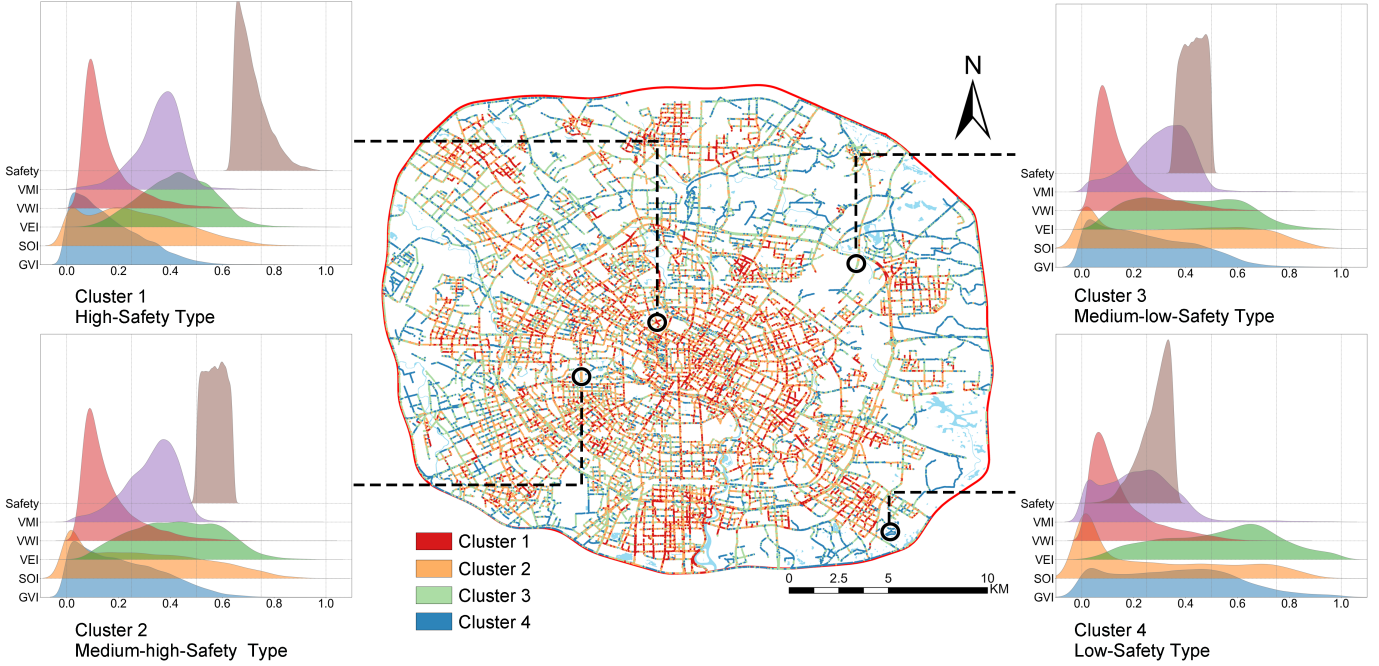 Safety
VMI
VWI
VEI
SOI
GVI
0.0 0.2 0.4 0.6 0.8 1.0
Cluster 1
High-Safety Type
Safety
VMI
VWI
VEI
SOI
GVI
0.0 0.2 0.4 0.6 0.8 1.0
Cluster 2
Medium-high-Safety Type
N
Cluster 1
Cluster 2
Cluster 3
Cluster 4
0 2.5 5 10
KM
Safety
VMI
VWI
VEI
SOI
GVI
0.0 0.2 0.4 0.6 0.8 1.0
Cluster 3
Medium-low-Safety Type
Safety
VMI
VWI
VEI
SOI
GVI
0.0 0.2 0.4 0.6 0.8 1.0
Cluster 4
Low-Safety Type